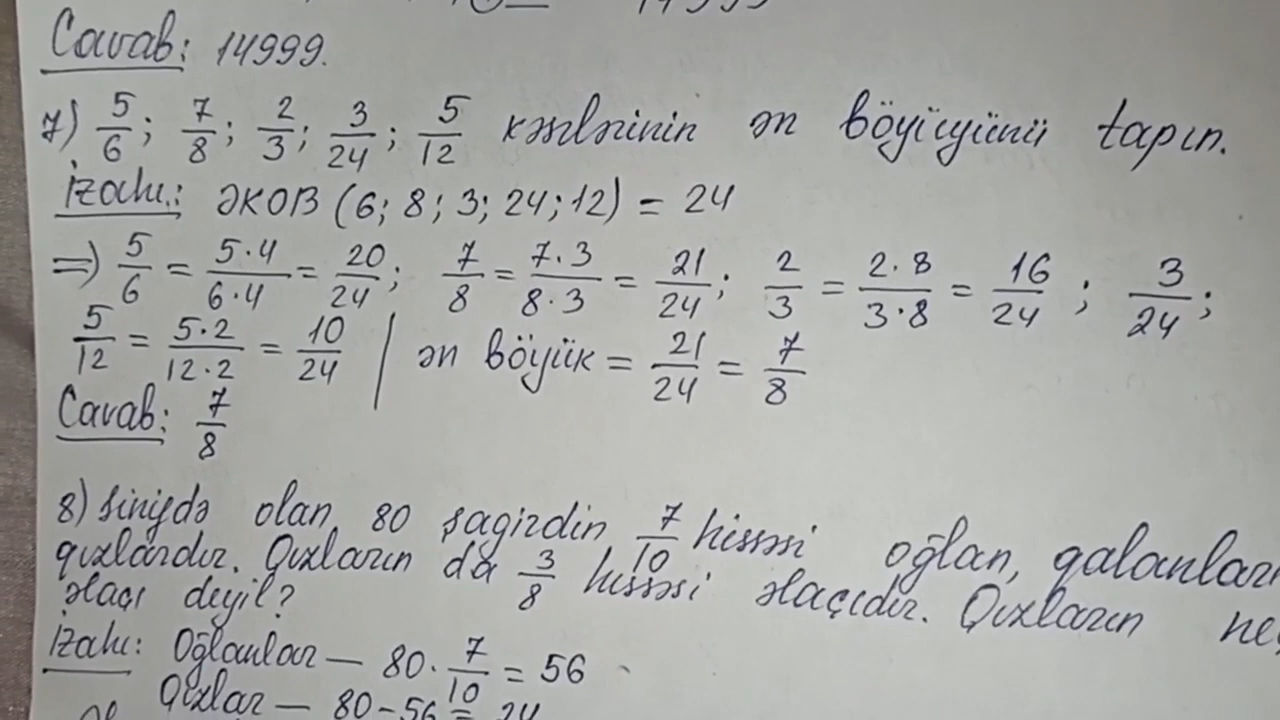 14999
Cavab: 14999.
7) 5/6; 7/8; 2/3; 3/24; 5/12 kəsrlərinin ən böyüyünü tapın.
İzahı: ƏKOB (6; 8; 3; 24; 12) = 24
=> 5/6 = 5·4/6·4 = 20/24; 7/8 = 7·3/8·3 = 21/24; 2/3 = 2·8/3·8 = 16/24; 3/24;
5/12 = 5·2/12·2 = 10/24 | ən böyük = 21/24 = 7/8
Cavab: 7/8
8) Sinifdə olan 80 şagirdin 7/10 hissəsi oğlan, qalanları
qızlardır. Qızların da 3/8 hissəsi əlaçıdır. Qızların
əlaçı deyil?
İzahı: Oğlanlar — 80·7/10 = 56
Qızlar — 80-56 = 24